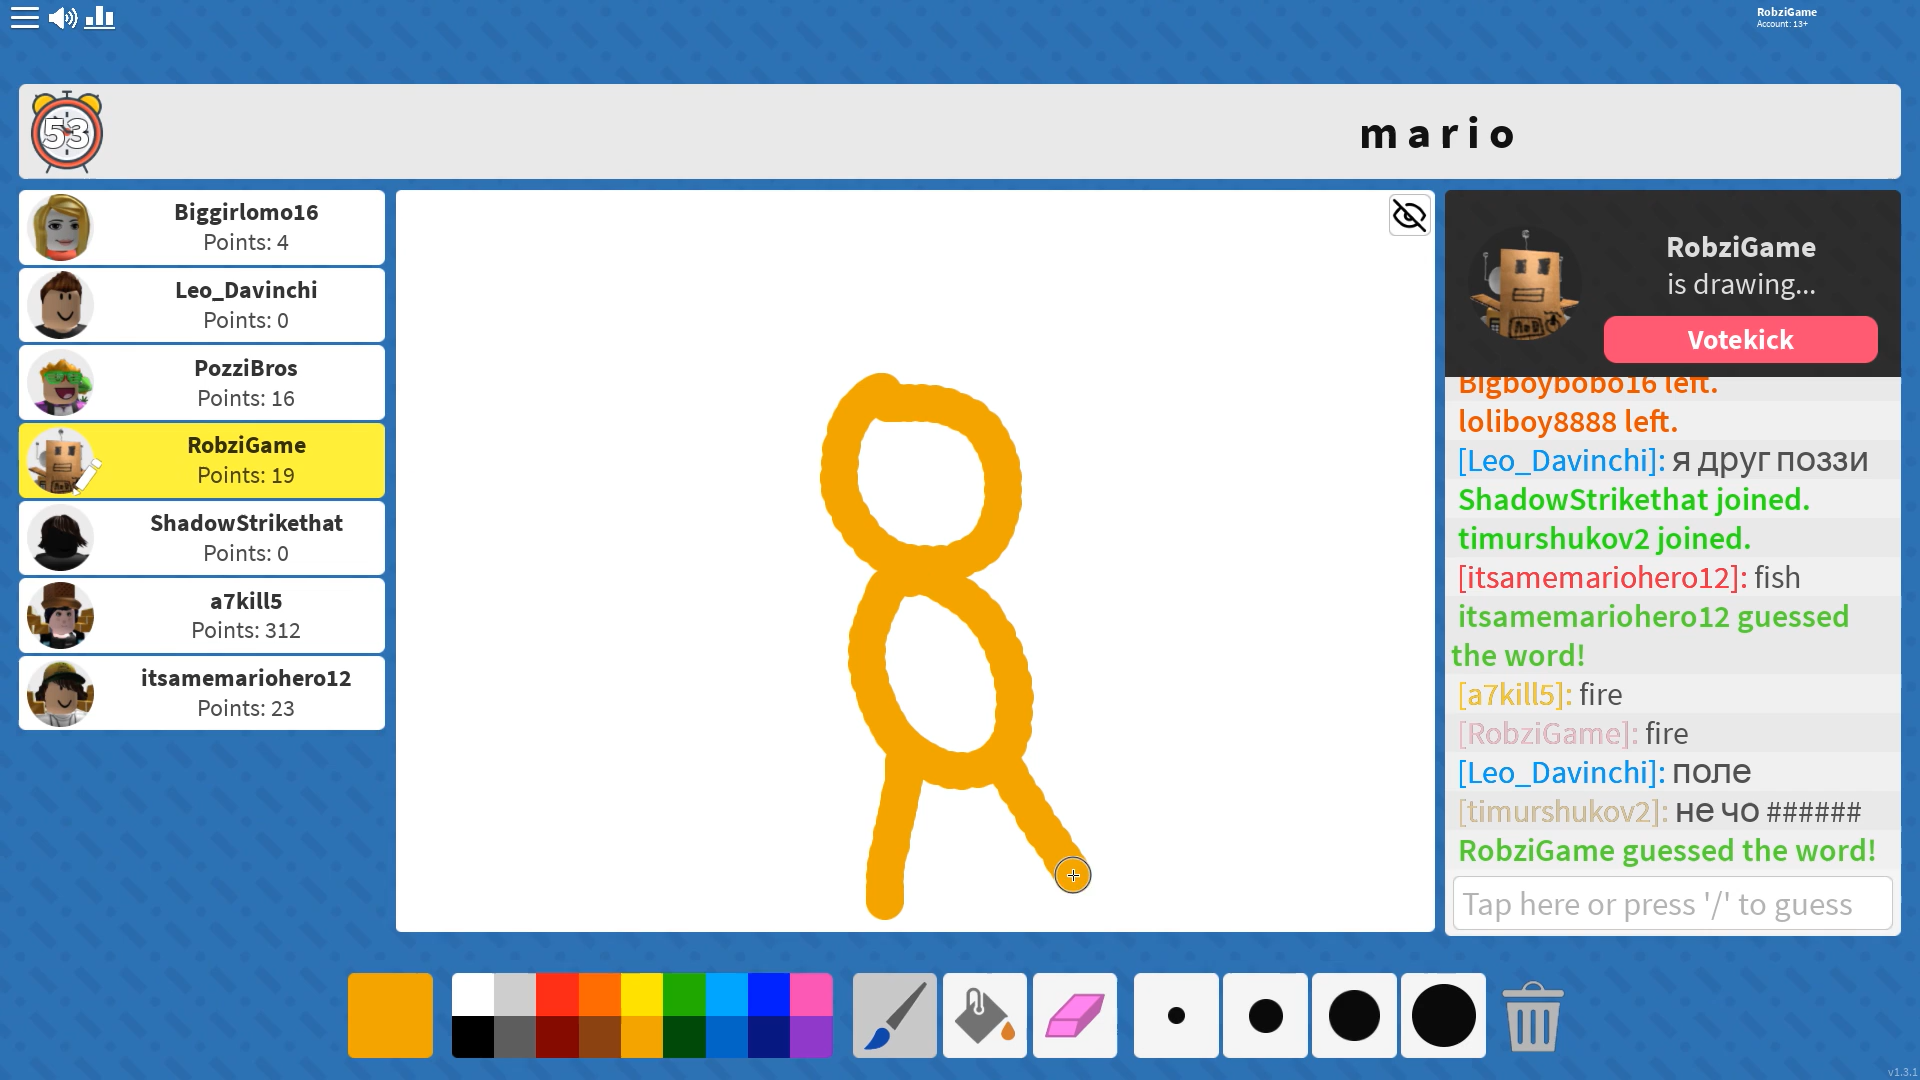 RobziGame
Account: 13+
53
mario
Biggirlomo16
Points: 4
Leo_Davinchi
Points: 0
PozziBros
Points: 16
RobziGame
Points: 19
ShadowStrikethat
Points: 0
a7kill5
Points: 312
itsamemariohero12
Points: 23
RobziGame
is drawing...
Votekick
Bigboybobo16 left.
loliboy8888 left.
[Leo_Davinchi]: я друг поззи
ShadowStrikethat joined.
timurshukov2 joined.
[itsamemariohero12]: fish
itsamemariohero12 guessed
the word!
[a7kill5]: fire
[RobziGame]: fire
[Leo_Davinchi]: поле
[timurshukov2]: не чо ######
RobziGame guessed the word!
Tap here or press '/' to guess
v1.3.1